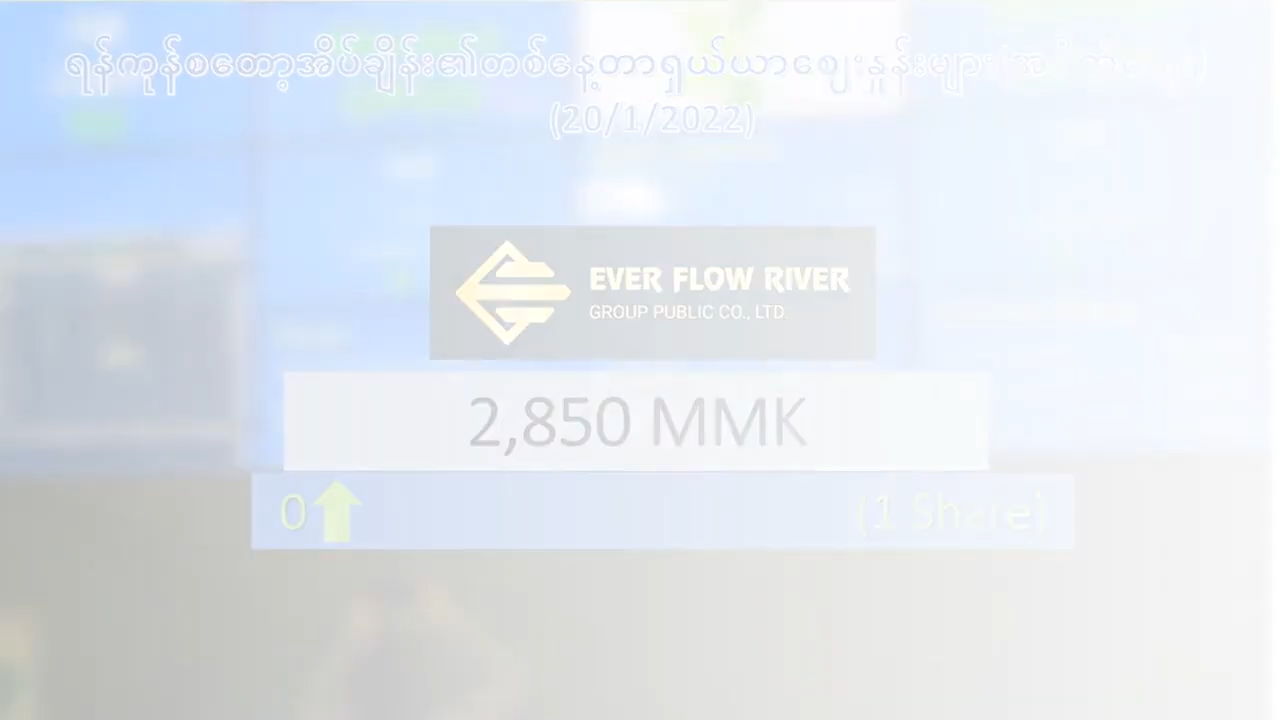 ရန်ကုန်စတော့အိပ်ချိန်း၏တစ်နေ့တာရှယ်ယာဈေးနှုန်းများ
(20/1/2022)
EVER FLOW RIVER
GROUP PUBLIC CO., LTD.
2,850 MMK
0
(1 Share)